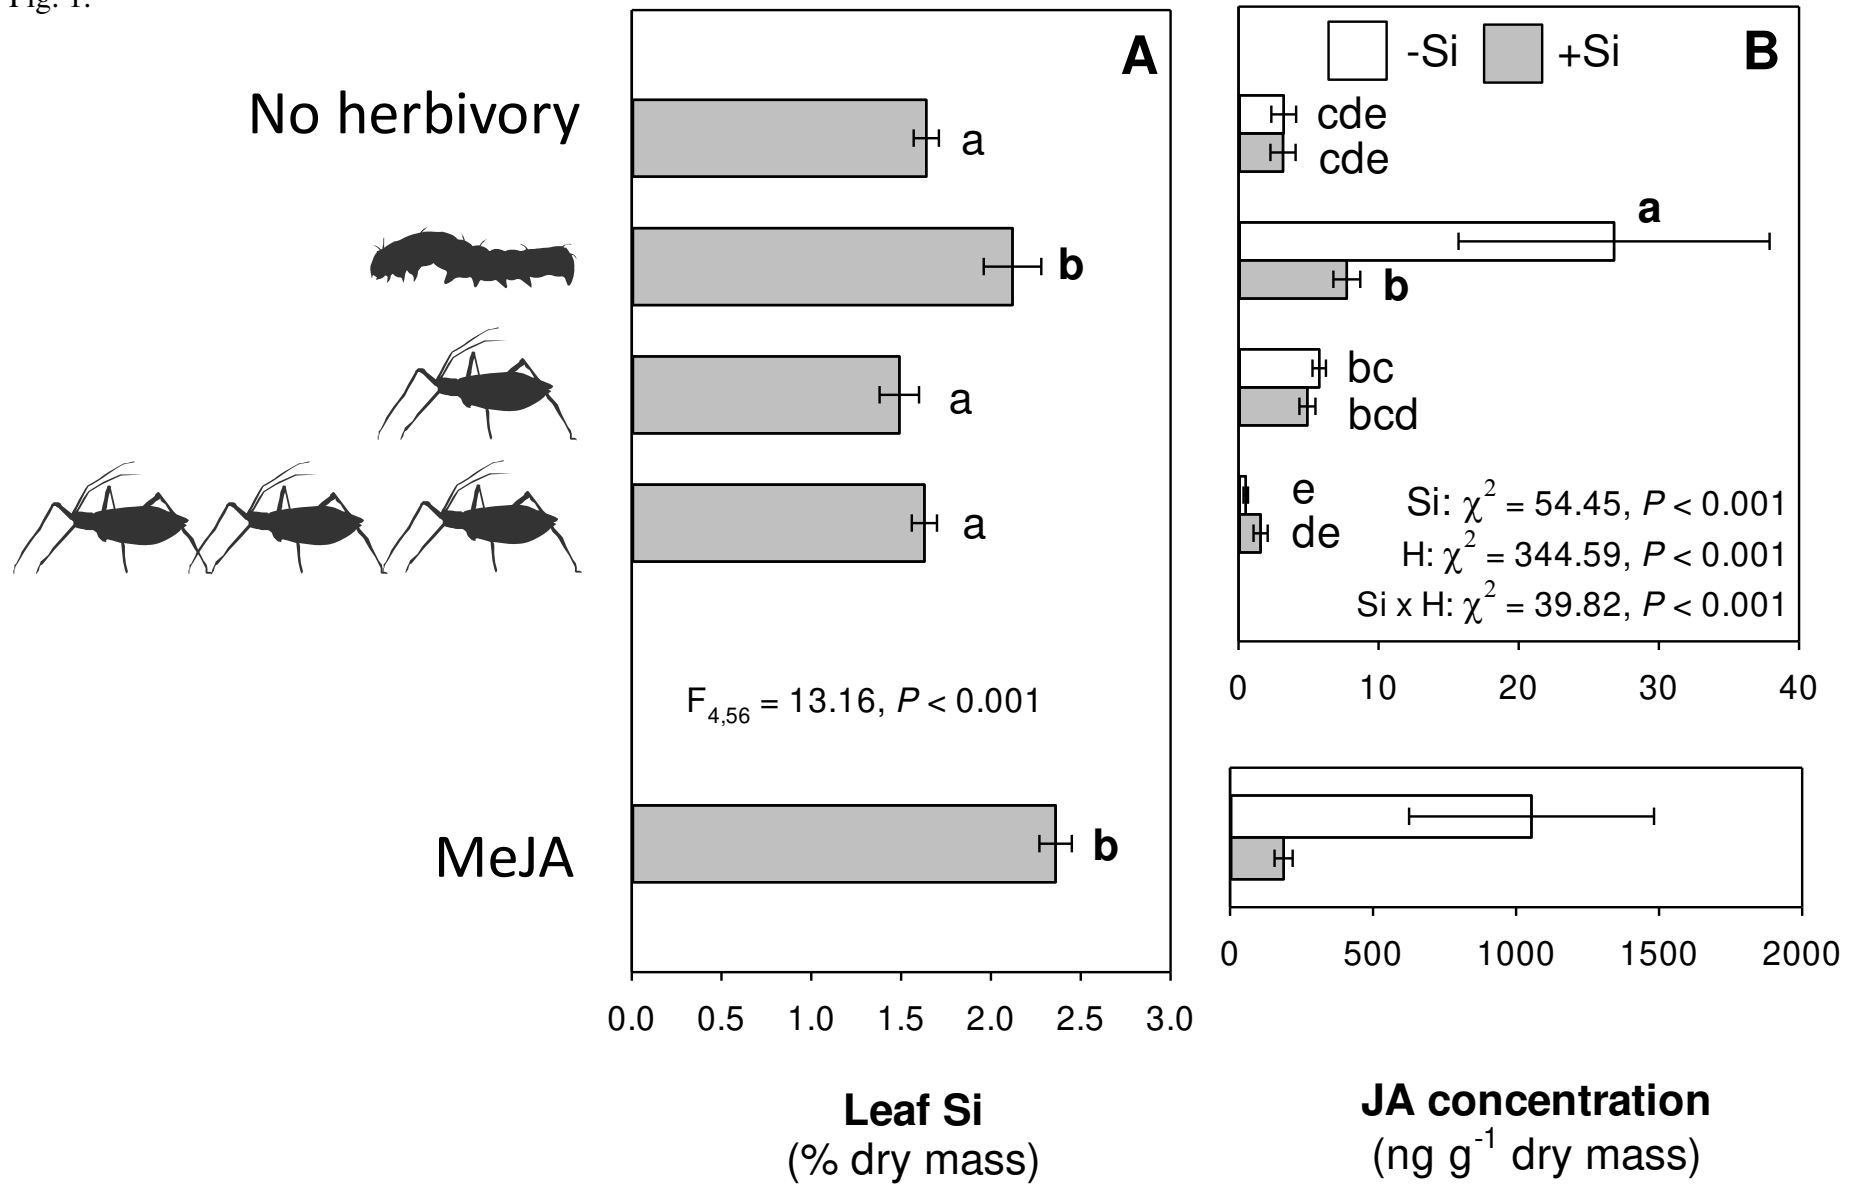 Fig. 1.
A
-Si +Si B
No herbivory
a
cde
cde
a
b
b
a
bc
bcd
a
e
de
Si: χ² = 54.45, P < 0.001
H: χ² = 344.59, P < 0.001
Si x H: χ² = 39.82, P < 0.001
0 10 20 30 40
F4,56 = 13.16, P < 0.001
MeJA
b
0 500 1000 1500 2000
0.0 0.5 1.0 1.5 2.0 2.5 3.0
Leaf Si
(% dry mass)
JA concentration
(ng g⁻¹ dry mass)